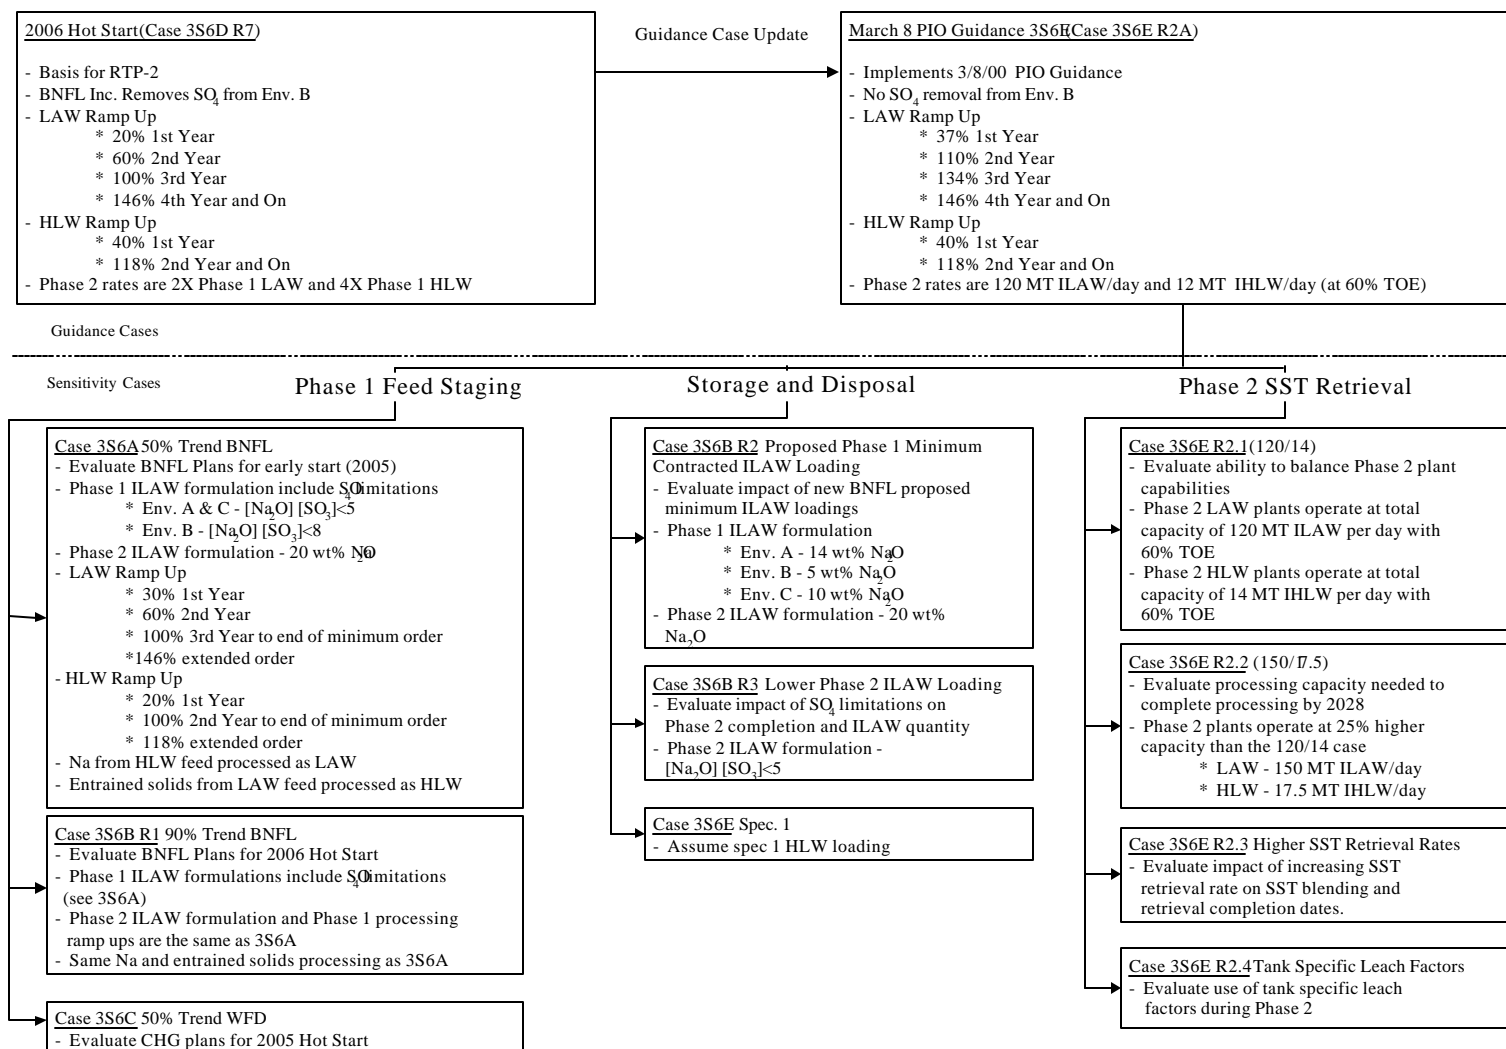 2006 Hot Start(Case 3S6D R7)
- Basis for RTP-2
- BNFL Inc. Removes SO4 from Env. B
- LAW Ramp Up
* 20% 1st Year
* 60% 2nd Year
* 100% 3rd Year
* 146% 4th Year and On
- HLW Ramp Up
* 40% 1st Year
* 118% 2nd Year and On
- Phase 2 rates are 2X Phase 1 LAW and 4X Phase 1 HLW
Guidance Case Update
March 8 PIO Guidance 3S6E(Case 3S6E R2A)
- Implements 3/8/00 PIO Guidance
- No SO4 removal from Env. B
- LAW Ramp Up
* 37% 1st Year
* 110% 2nd Year
* 134% 3rd Year
* 146% 4th Year and On
- HLW Ramp Up
* 40% 1st Year
* 118% 2nd Year and On
- Phase 2 rates are 120 MT ILAW/day and 12 MT IHLW/day (at 60% TOE)
Guidance Cases
Sensitivity Cases
Phase 1 Feed Staging
Case 3S6A 50% Trend BNFL
- Evaluate BNFL Plans for early start (2005)
- Phase 1 ILAW formulation include SO4 limitations
* Env. A & C - [Na2O] [SO3]<5
* Env. B - [Na2O] [SO3]<8
- Phase 2 ILAW formulation - 20 wt% Na2O
- LAW Ramp Up
* 30% 1st Year
* 60% 2nd Year
* 100% 3rd Year to end of minimum order
*146% extended order
- HLW Ramp Up
* 20% 1st Year
* 100% 2nd Year to end of minimum order
* 118% extended order
- Na from HLW feed processed as LAW
- Entrained solids from LAW feed processed as HLW
Case 3S6B R1 90% Trend BNFL
- Evaluate BNFL Plans for 2006 Hot Start
- Phase 1 ILAW formulations include SO4 limitations
(see 3S6A)
- Phase 2 ILAW formulation and Phase 1 processing
ramp ups are the same as 3S6A
- Same Na and entrained solids processing as 3S6A
Case 3S6C 50% Trend WFD
- Evaluate CHG plans for 2005 Hot Start
Storage and Disposal
Case 3S6B R2 Proposed Phase 1 Minimum
Contracted ILAW Loading
- Evaluate impact of new BNFL proposed
minimum ILAW loadings
- Phase 1 ILAW formulation
* Env. A - 14 wt% Na2O
* Env. B - 5 wt% Na2O
* Env. C - 10 wt% Na2O
- Phase 2 ILAW formulation - 20 wt%
Na2O
Case 3S6B R3 Lower Phase 2 ILAW Loading
- Evaluate impact of SO4 limitations on
Phase 2 completion and ILAW quantity
- Phase 2 ILAW formulation -
[Na2O] [SO3]<5
Case 3S6E Spec. 1
- Assume spec 1 HLW loading
Phase 2 SST Retrieval
Case 3S6E R2.1 (120/14)
- Evaluate ability to balance Phase 2 plant
capabilities
- Phase 2 LAW plants operate at total
capacity of 120 MT ILAW per day with
60% TOE
- Phase 2 HLW plants operate at total
capacity of 14 MT IHLW per day with
60% TOE
Case 3S6E R2.2 (150/17.5)
- Evaluate processing capacity needed to
complete processing by 2028
- Phase 2 plants operate at 25% higher
capacity than the 120/14 case
* LAW - 150 MT ILAW/day
* HLW - 17.5 MT IHLW/day
Case 3S6E R2.3 Higher SST Retrieval Rates
- Evaluate impact of increasing SST
retrieval rate on SST blending and
retrieval completion dates.
Case 3S6E R2.4 Tank Specific Leach Factors
- Evaluate use of tank specific leach
factors during Phase 2